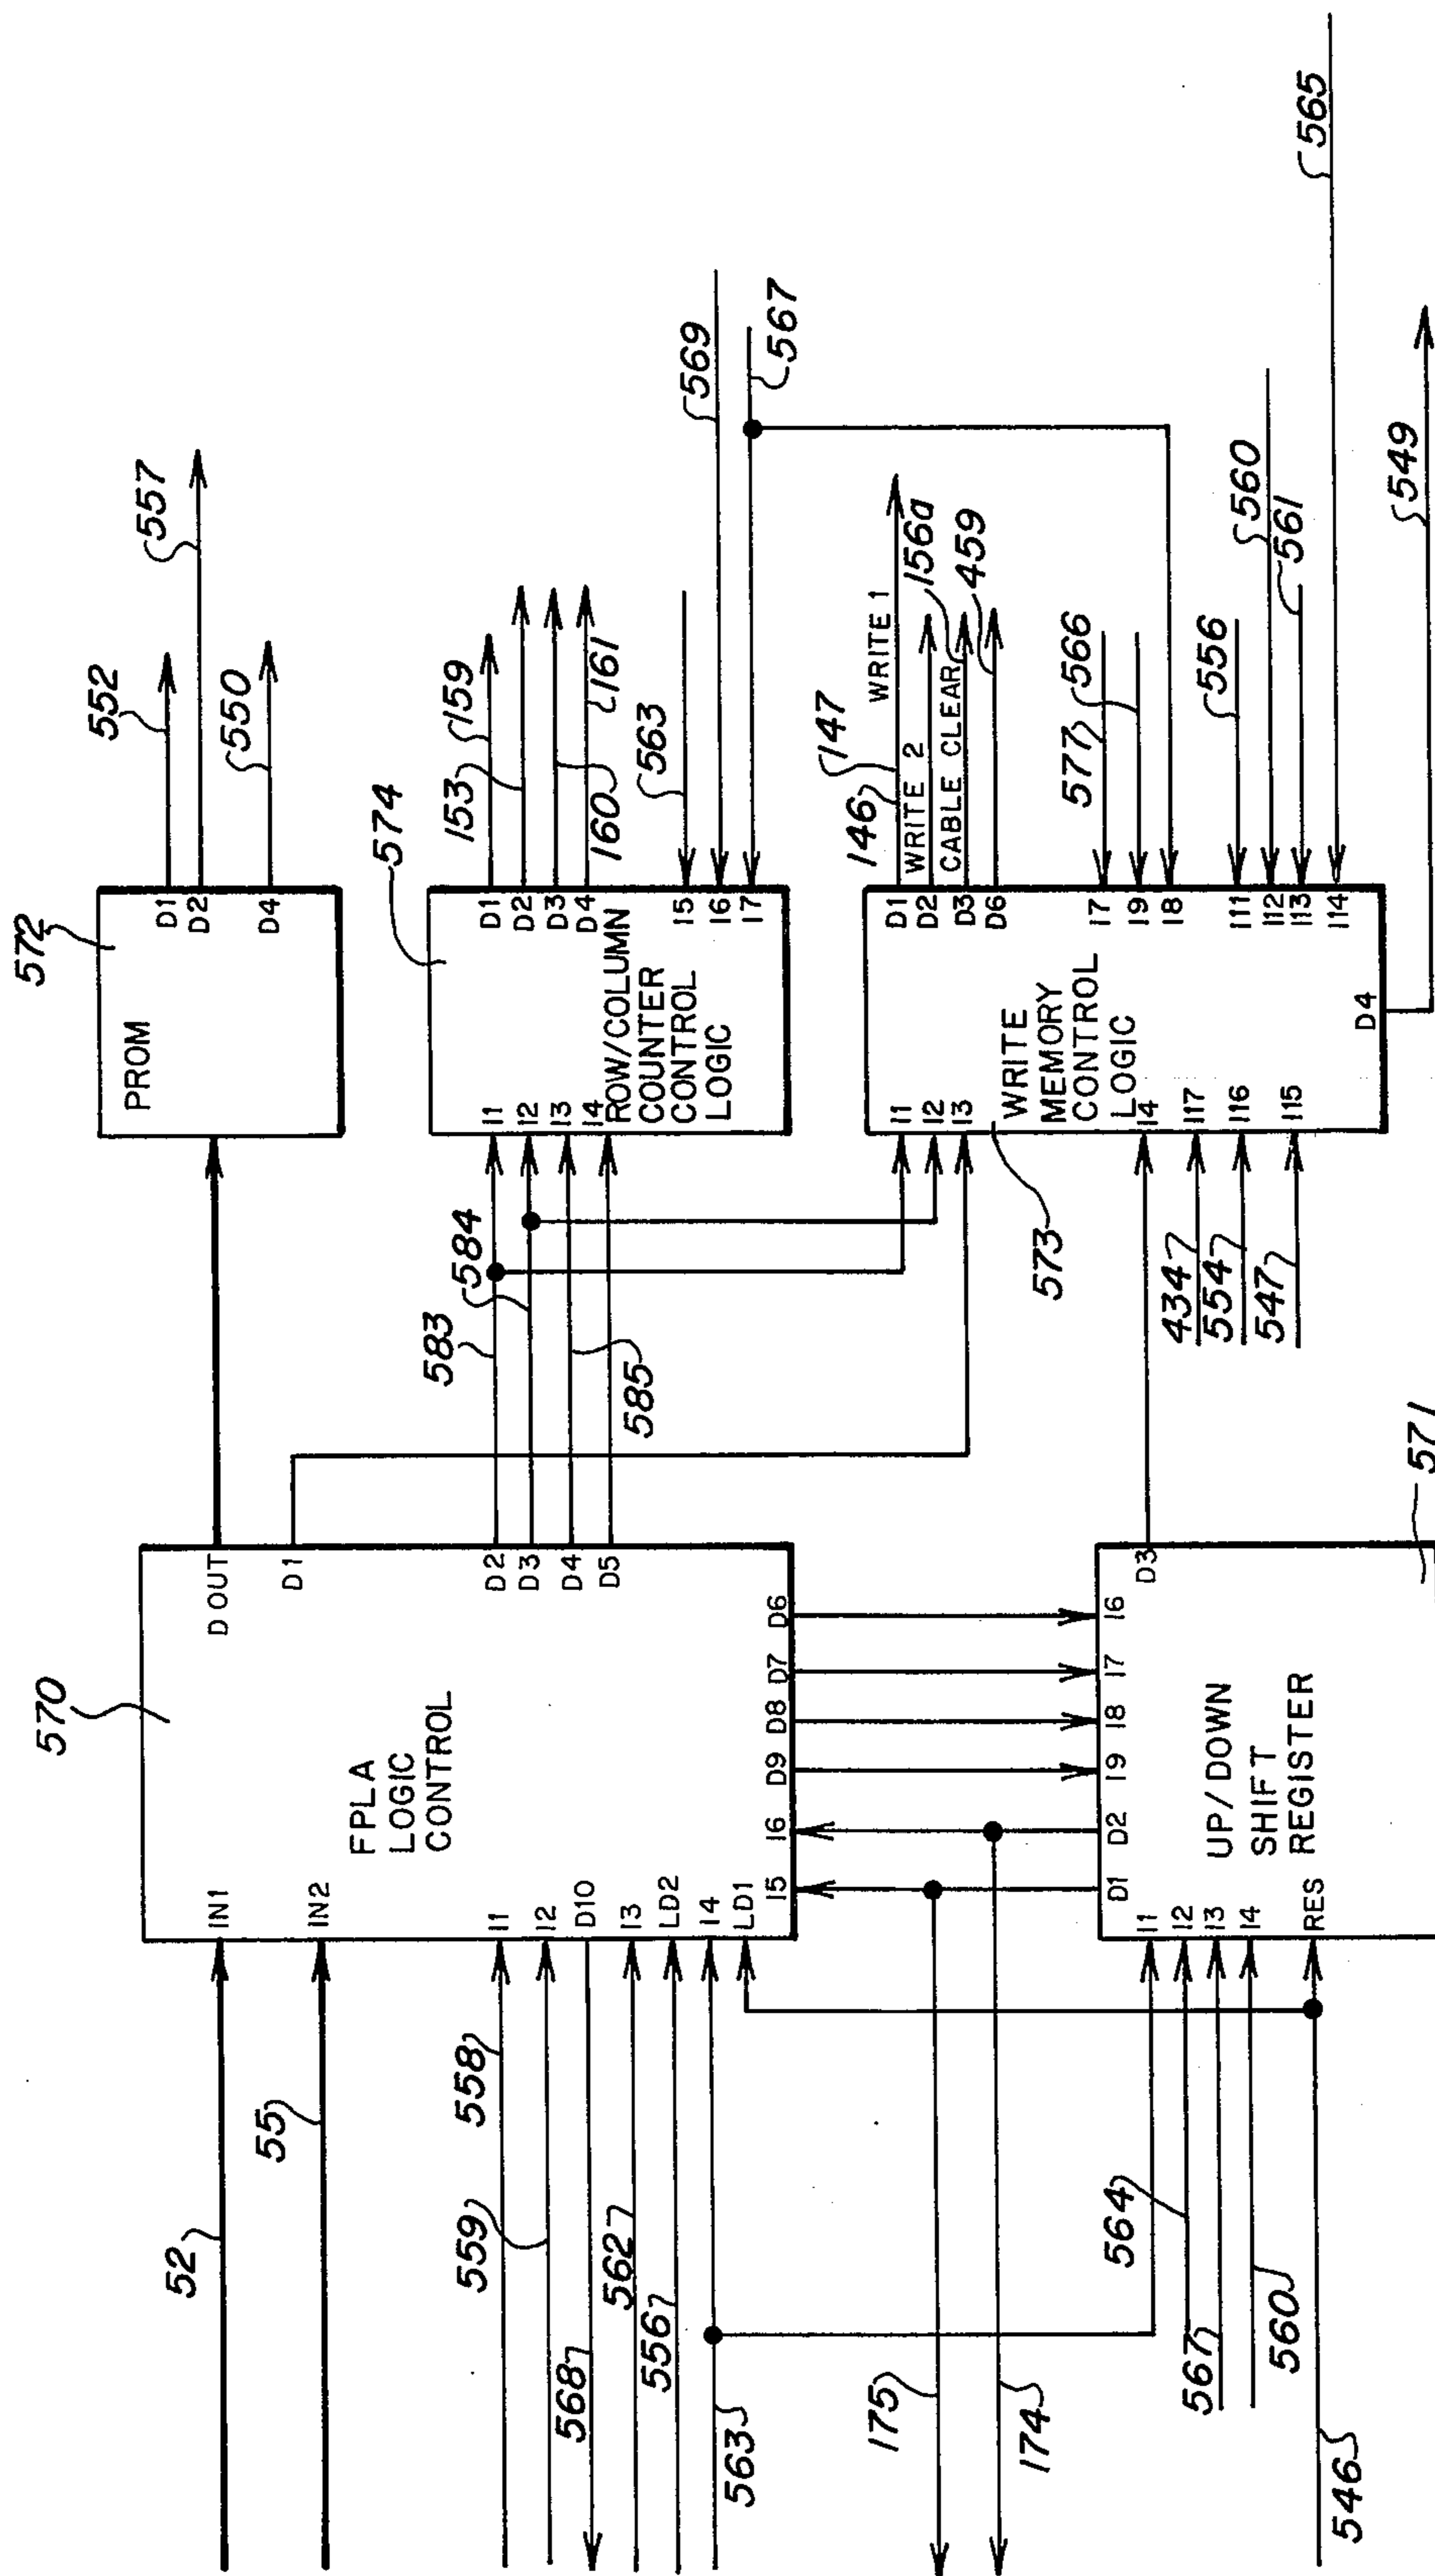 570
572
52
IN1
D OUT
PROM
D1
D2
D4
552
557
550
55
IN2
D1
FPLA
LOGIC
CONTROL
558
I1
559
I2
568
D10
562
I3
556
LD2
563
I4
LD1
I5
I6
D9
D8
D7
D6
D2
D3
D4
D5
583
584
585
574
I1
I2
I3
I4
ROW/COLUMN
COUNTER
CONTROL
LOGIC
D1
D2
D3
D4
I5
I6
I7
159
153
160
161
563
569
567
175
174
I1
I2
I3
I4
RES
564
567
560
546
D1
D2
I9
I8
I7
I6
D3
UP/DOWN
SHIFT
REGISTER
571
573
I1
I2
I3
WRITE
MEMORY
CONTROL
LOGIC
I4
I17
I16
I15
434
554
547
D1
D2
D3
D6
I7
I9
I8
I11
I12
I13
I14
D4
146
147
WRITE 1
WRITE 2
CABLE CLEAR
156a
459
577
566
556
560
561
565
549